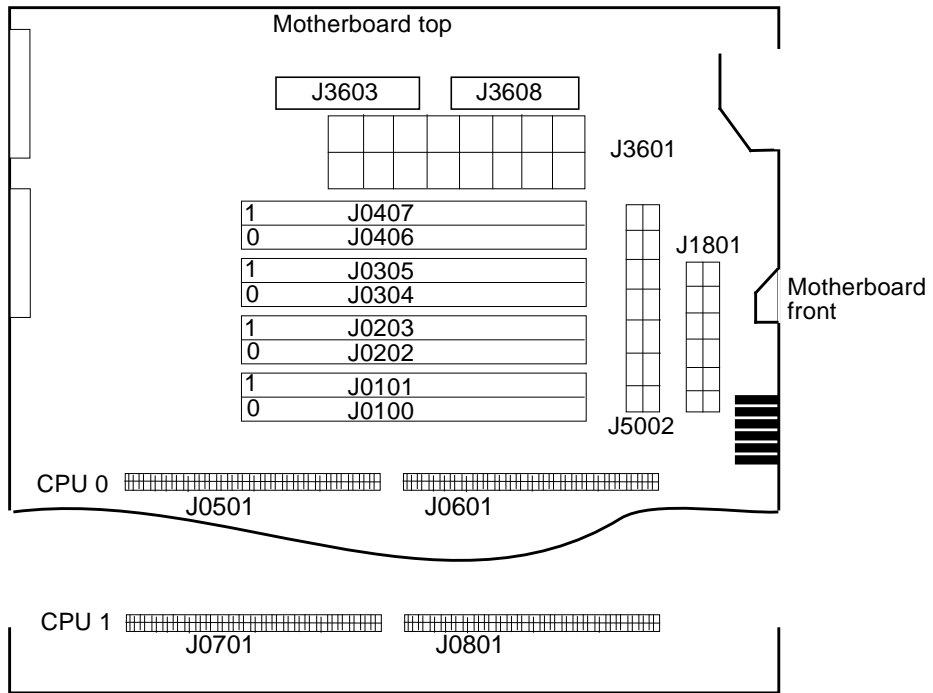 Motherboard top
J3603
J3608
J3601
1 J0407
0 J0406
J1801
1 J0305
0 J0304
Motherboard
front
1 J0203
0 J0202
1 J0101
0 J0100
J5002
CPU 0
J0501
J0601
CPU 1
J0701
J0801